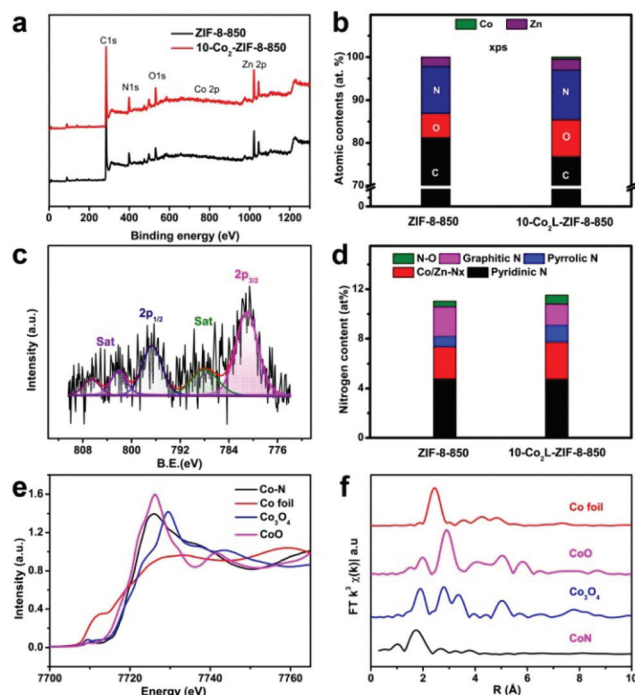 a
ZIF-8-850
10-Co₂-ZIF-8-850
C1s
N1s
O1s
Co 2p
Zn 2p
Intensity (a.u.)
0 200 400 600 800 1000 1200
Binding energy (eV)
b
Co Zn
xps
Atomic contents (at. %)
100
90
80
70
0
N
O
C
N
O
C
ZIF-8-850 10-Co₂L-ZIF-8-850
c
Sat
2p1/2
Sat
2p3/2
Intensity (a.u.)
808 800 792 784 776
B.E.(eV)
d
N-O Graphitic N Pyrrolic N
Co/Zn-Nx Pyridinic N
Nitrogen content (at%)
12
8
4
0
ZIF-8-850 10-Co₂L-ZIF-8-850
e
Co-N
Co foil
Co₃O₄
CoO
Intensity (a.u.)
1.6
1.2
0.8
0.4
0.0
7700 7720 7740 7760
Energy (eV)
f
Co foil
CoO
Co₃O₄
CoN
FT k³ χ(k)| a.u
0 2 4 6 8 10
R (Å)